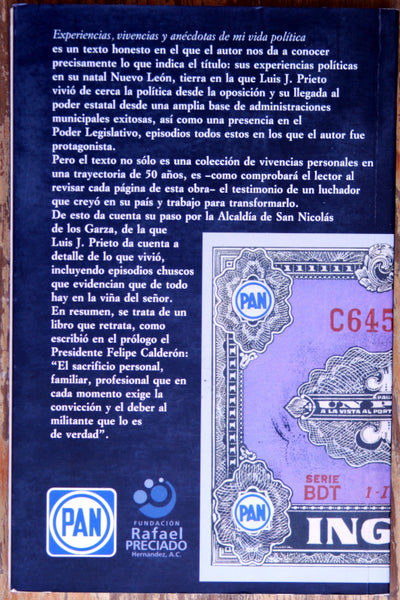 Experiencias, vivencias y anécdotas de mi vida política
es un texto honesto en el que el autor nos da a conocer
precisamente lo que indica el título: sus experiencias políticas
en su natal Nuevo León, tierra en la que Luis J. Prieto
vivió de cerca la política desde la oposición y su llegada al
poder estatal desde una amplia base de administraciones
municipales exitosas, así como una presencia en el
Poder Legislativo, episodios todos estos en los que el autor fue
protagonista.
Pero el texto no sólo es una colección de vivencias personales en
una trayectoria de 50 años, es –como comprobará el lector al
revisar cada página de esta obra– el testimonio de un luchador
que creyó en su país y trabajo para transformarlo.
De esto da cuenta su paso por la Alcaldía de San Nicolás
de los Garza, de la que
Luis J. Prieto da cuenta a
detalle de lo que vivió,
incluyendo episodios chuscos
que evidencian que de todo
hay en la viña del señor.
En resumen, se trata de un
libro que retrata, como
escribió en el prólogo el
Presidente Felipe Calderón:
“El sacrificio personal,
familiar, profesional que en
cada momento exige la
convicción y el deber al
militante que lo es
de verdad”.
PAN
FUNDACIÓN
Rafael
PRECIADO
Hernandez, A.C.
PAN
C645
A LA VISTA AL PORT
SERIE
BDT
PAN
ING